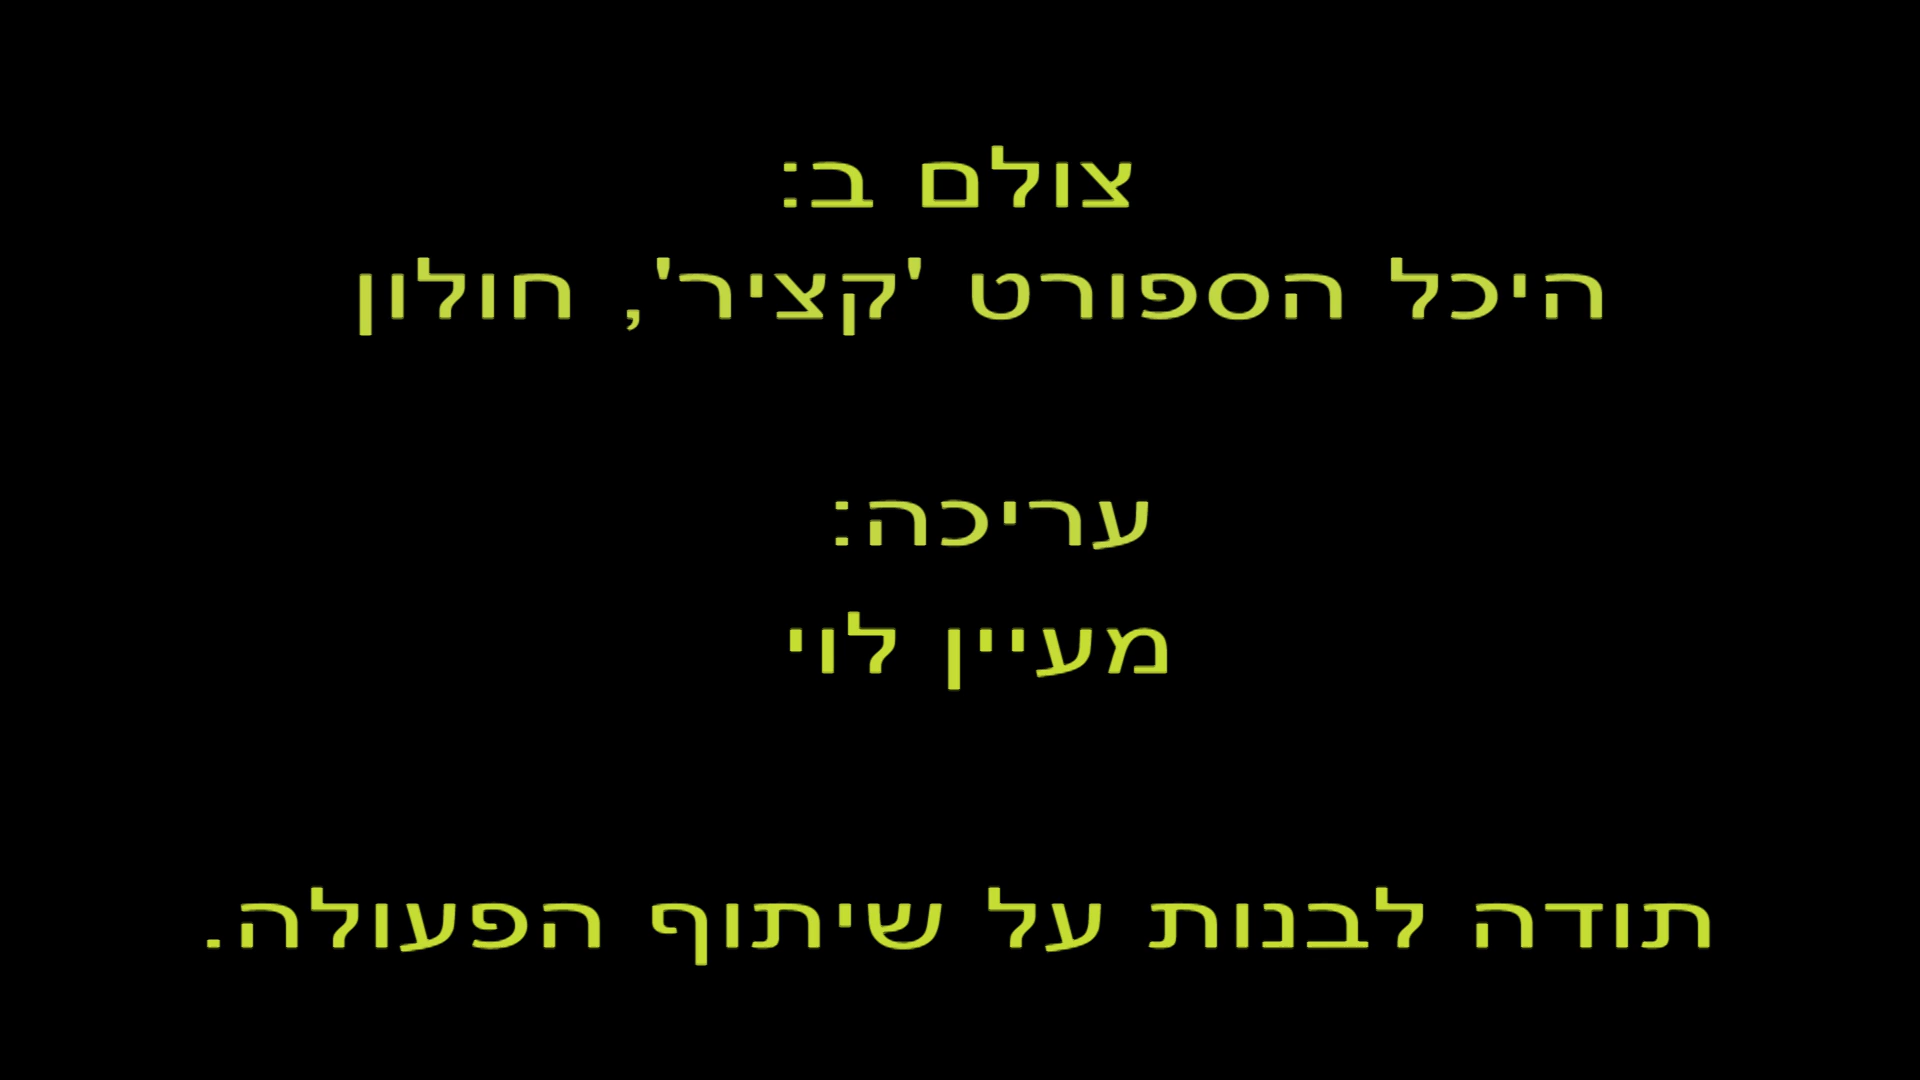 צולם ב:
היכל הספורט 'קציר', חולון
עריכה:
מעיין לוי
תודה לבנות על שיתוף הפעולה.